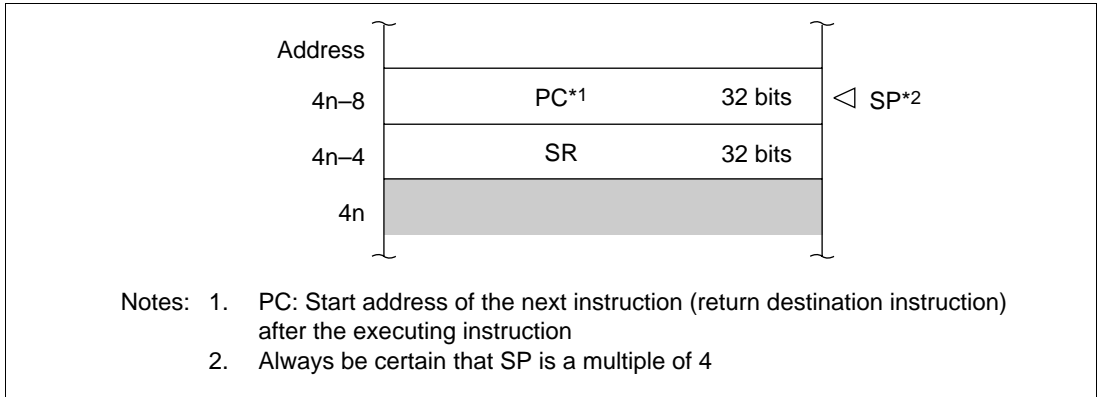 Address
4n–8 PC*1 32 bits SP*2
4n–4 SR 32 bits
4n
Notes: 1. PC: Start address of the next instruction (return destination instruction)
after the executing instruction
2. Always be certain that SP is a multiple of 4